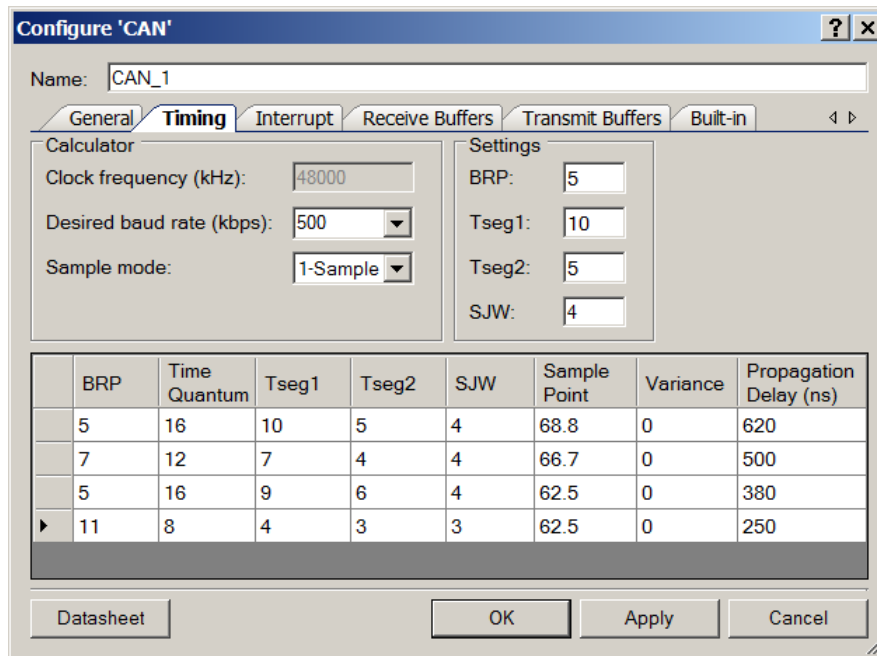 Configure 'CAN'
Name: CAN_1
General Timing Interrupt Receive Buffers Transmit Buffers Built-in
Calculator
Clock frequency (kHz): 48000
Desired baud rate (kbps): 500
Sample mode: 1-Sample
Settings
BRP: 5
Tseg1: 10
Tseg2: 5
SJW: 4
BRP Time Quantum Tseg1 Tseg2 SJW Sample Point Variance Propagation Delay (ns)
5 16 10 5 4 68.8 0 620
7 12 7 4 4 66.7 0 500
5 16 9 6 4 62.5 0 380
11 8 4 3 3 62.5 0 250
Datasheet OK Apply Cancel